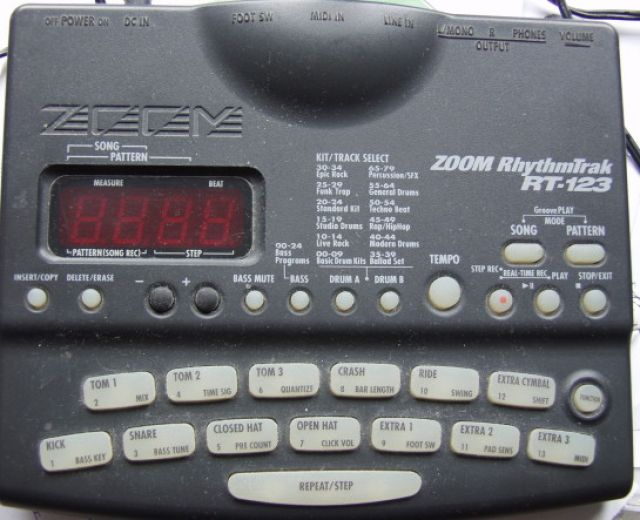 OFF POWER ON DC IN FOOT SW MIDI IN LINE IN L/MONO R PHONES VOLUME
OUTPUT
ZOOM
SONG
PATTERN
MEASURE BEAT
PATTERN(SONG REC) STEP
KIT/TRACK SELECT
30-34 65-79
Epic Rock Percussion/SFX
25-29 55-64
Funk Trap General Drums
20-24 50-54
Standard Kit Techno Beat
15-19 45-49
Studio Drums Rap/HipHop
10-14 40-44
Live Rock Modern Drums
00-24 00-09 35-39
Bass Programs Basic Drum Kits Ballad Set
ZOOM RhythmTrak
RT-123
GroovePLAY
MODE
SONG PATTERN
INSERT/COPY DELETE/ERASE - + BASS MUTE BASS DRUM A DRUM B TEMPO STEP REC REAL-TIME REC PLAY STOP/EXIT
TOM 1 TOM 2 TOM 3 CRASH RIDE EXTRA CYMBAL
2 MIX 4 TIME SIG 6 QUANTIZE 8 BAR LENGTH 10 SWING 12 SHIFT
FUNCTION
KICK SNARE CLOSED HAT OPEN HAT EXTRA 1 EXTRA 2 EXTRA 3
1 BASS KEY 3 BASS TUNE 5 PRE COUNT 7 CLICK VOL 9 FOOT SW 11 PAD SENS 13 MIDI
REPEAT/STEP